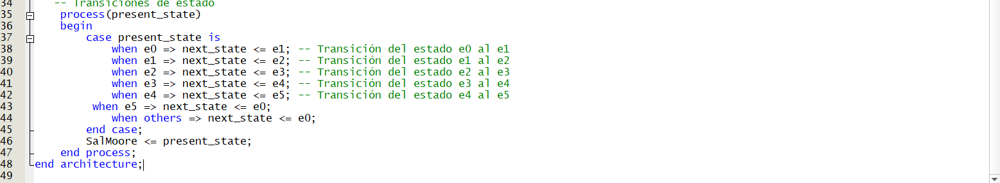 34 -- Transiciones de estado
35 process(present_state)
36 begin
37 case present_state is
38 when e0 => next_state <= e1; -- Transición del estado e0 al e1
39 when e1 => next_state <= e2; -- Transición del estado e1 al e2
40 when e2 => next_state <= e3; -- Transición del estado e2 al e3
41 when e3 => next_state <= e4; -- Transición del estado e3 al e4
42 when e4 => next_state <= e5; -- Transición del estado e4 al e5
43 when e5 => next_state <= e0;
44 when others => next_state <= e0;
45 end case;
46 SalMoore <= present_state;
47 end process;
48 end architecture;
49